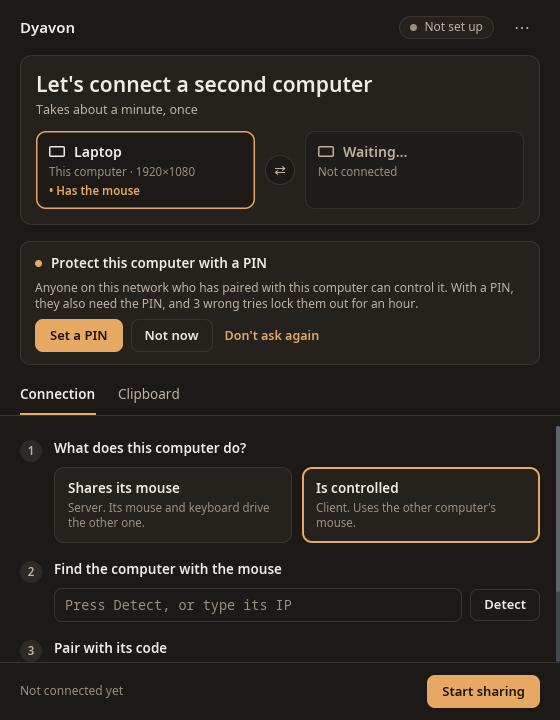 Dyavon
Not set up
...
Let's connect a second computer
Takes about a minute, once
Laptop
This computer · 1920×1080
• Has the mouse
⇄
Waiting...
Not connected
Protect this computer with a PIN
Anyone on this network who has paired with this computer can control it. With a PIN,
they also need the PIN, and 3 wrong tries lock them out for an hour.
Set a PIN
Not now
Don't ask again
Connection
Clipboard
1
What does this computer do?
Shares its mouse
Server. Its mouse and keyboard drive
the other one.
Is controlled
Client. Uses the other computer's
mouse.
2
Find the computer with the mouse
Press Detect, or type its IP
Detect
3
Pair with its code
Not connected yet
Start sharing